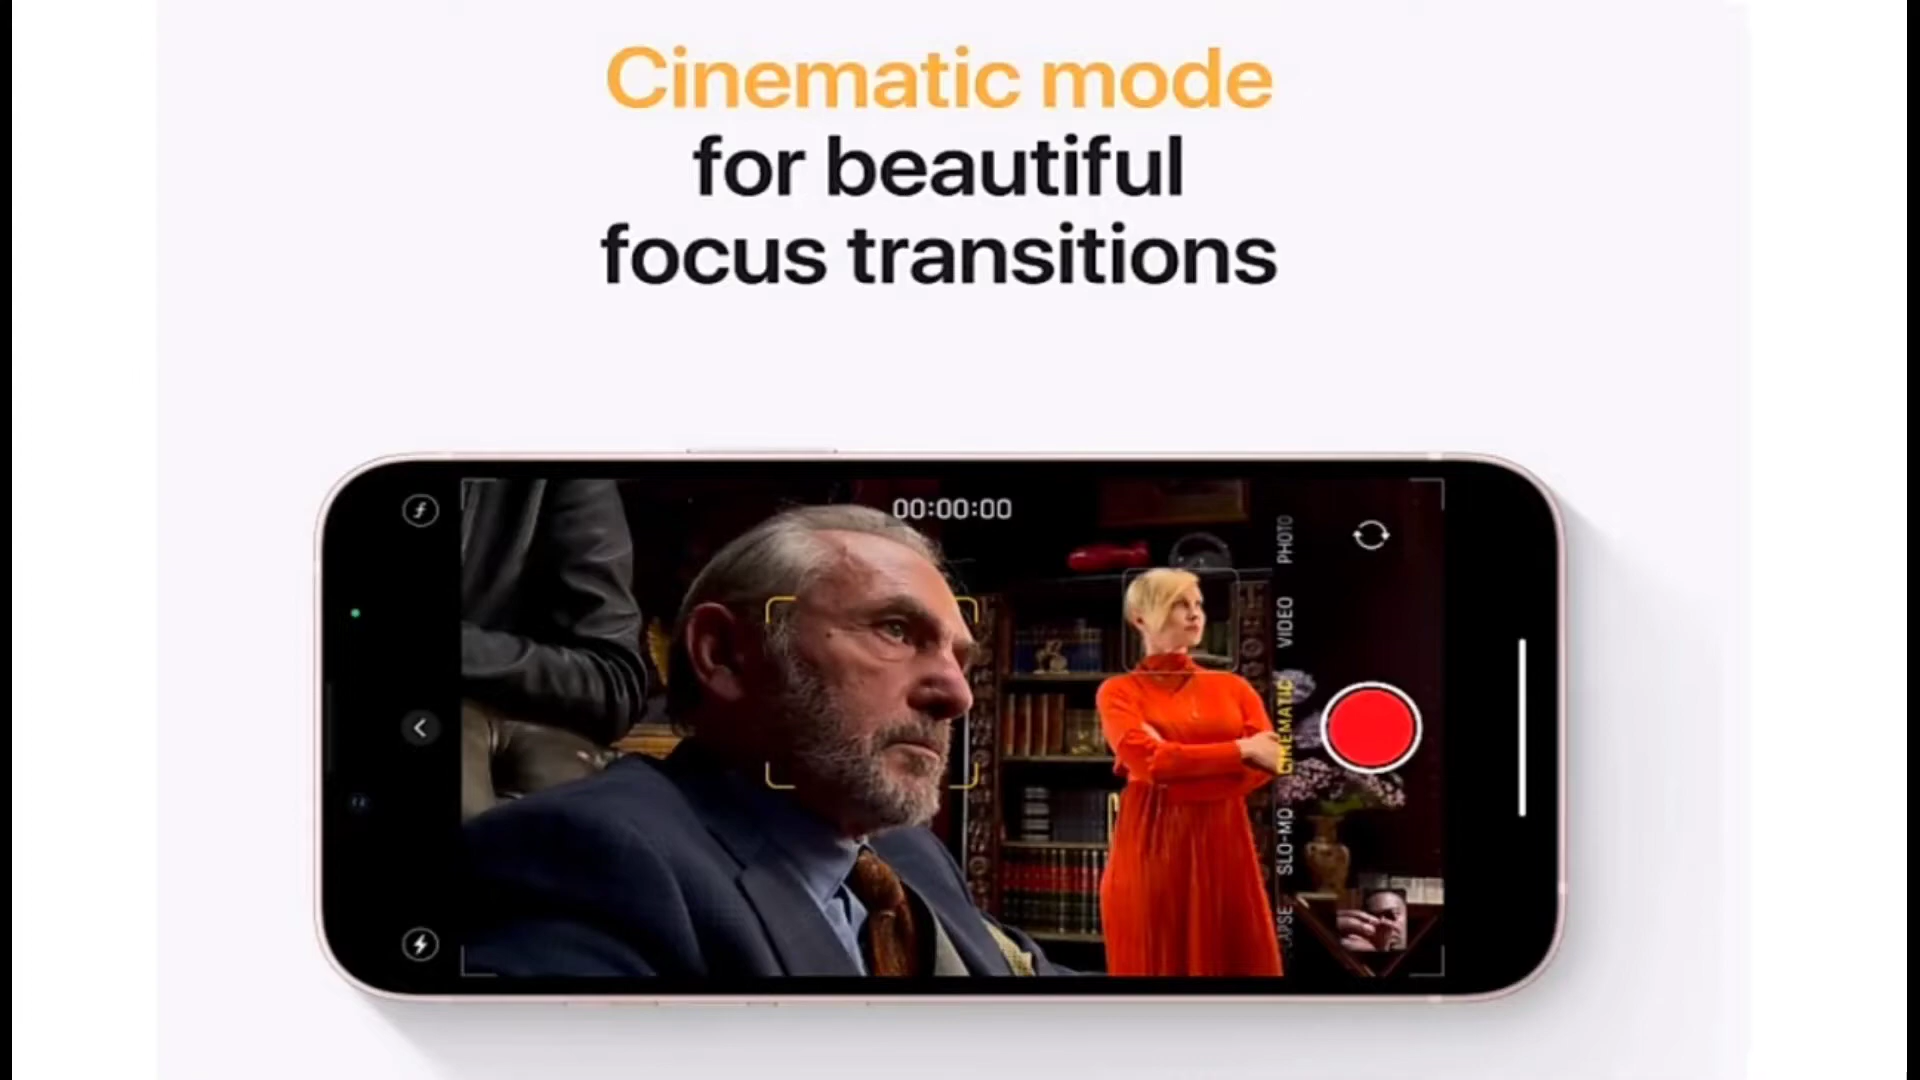 Cinematic mode
for beautiful
focus transitions
00:00:00
PHOTO
VIDEO
CINEMATIC
SLO-MO